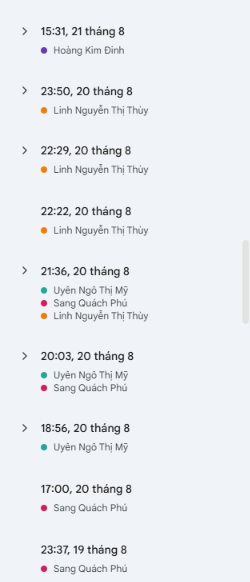 15:31, 21 tháng 8
Hoàng Kim Đinh
23:50, 20 tháng 8
Linh Nguyễn Thị Thùy
22:29, 20 tháng 8
Linh Nguyễn Thị Thùy
22:22, 20 tháng 8
Linh Nguyễn Thị Thùy
21:36, 20 tháng 8
Uyên Ngô Thị Mỹ
Sang Quách Phú
Linh Nguyễn Thị Thùy
20:03, 20 tháng 8
Uyên Ngô Thị Mỹ
Sang Quách Phú
18:56, 20 tháng 8
Uyên Ngô Thị Mỹ
17:00, 20 tháng 8
Sang Quách Phú
23:37, 19 tháng 8
Sang Quách Phú